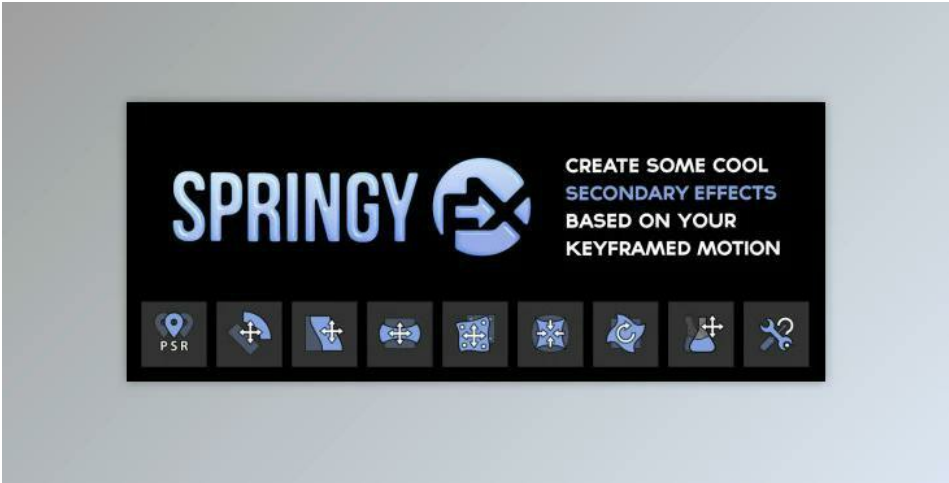 SPRINGY FX
CREATE SOME COOL
SECONDARY EFFECTS
BASED ON YOUR
KEYFRAMED MOTION
PSR